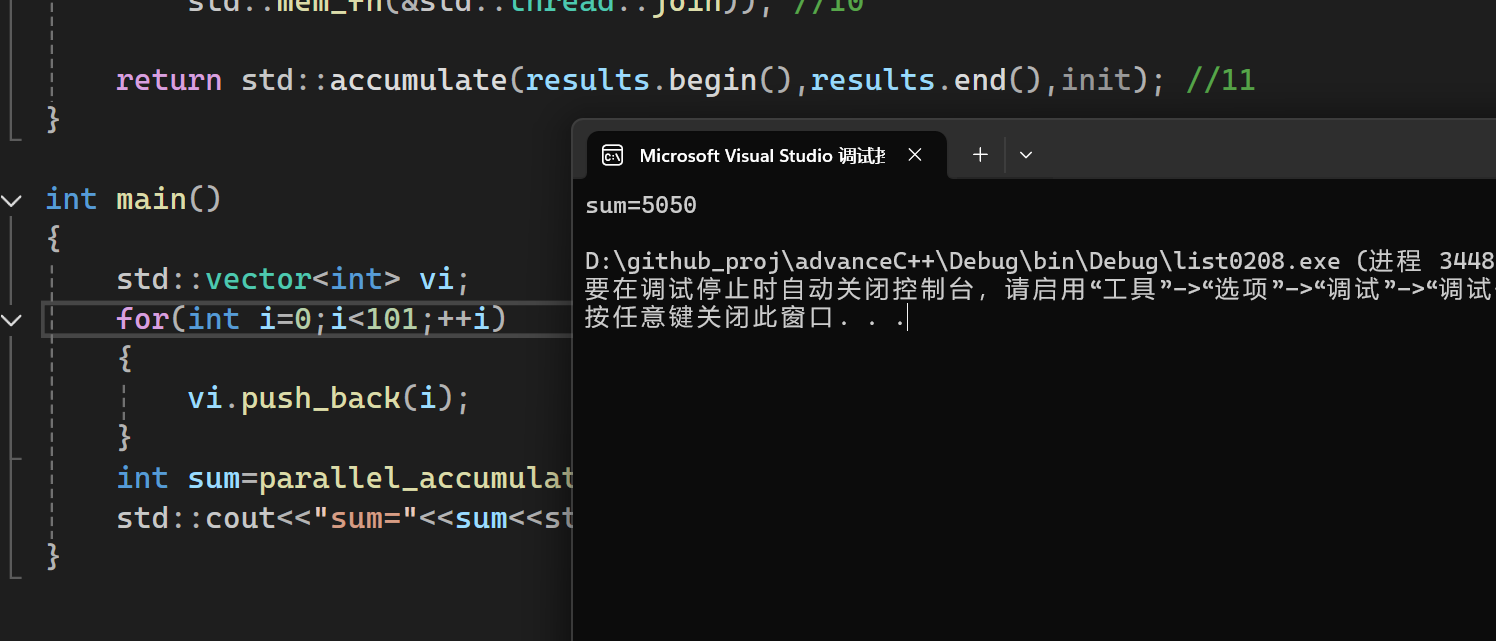 std::mem_fn(&std::thread::join)); //10
return std::accumulate(results.begin(),results.end(),init); //11
}
int main()
{
std::vector<int> vi;
for(int i=0;i<101;++i)
{
vi.push_back(i);
}
int sum=parallel_accumulat
std::cout<<"sum="<<sum<<st
}
Microsoft Visual Studio 调试
sum=5050
D:\github_proj\advanceC++\Debug\bin\Debug\list0208.exe (进程 3448
要在调试停止时自动关闭控制台，请启用“工具”->“选项”->“调试”->“调试
按任意键关闭此窗口. . .